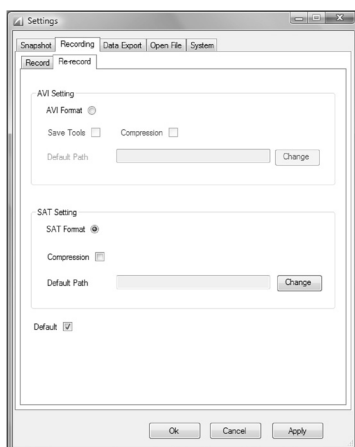 Settings
Snapshot Recording Data Export Open File System
Record Re-record
AVI Setting
AVI Format
Save Tools Compression
Default Path Change
SAT Setting
SAT Format
Compression
Default Path Change
Default
Ok Cancel Apply